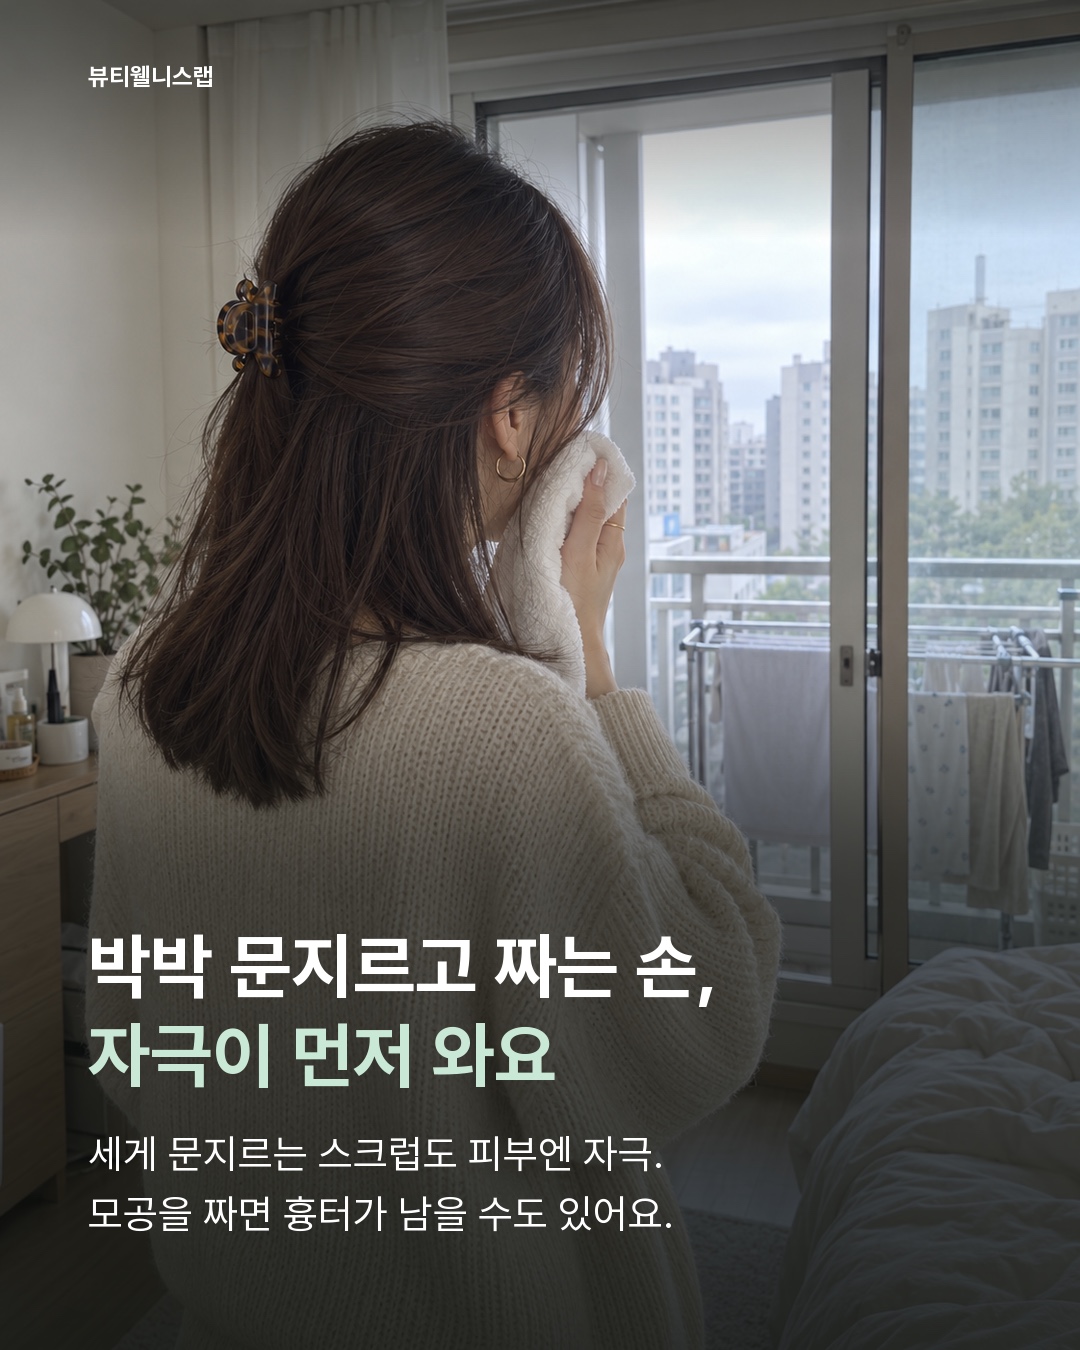 뷰티웰니스랩
박박 문지르고 짜는 손,
자극이 먼저 와요
세게 문지르는 스크럽도 피부엔 자극.
모공을 짜면 흉터가 남을 수도 있어요.